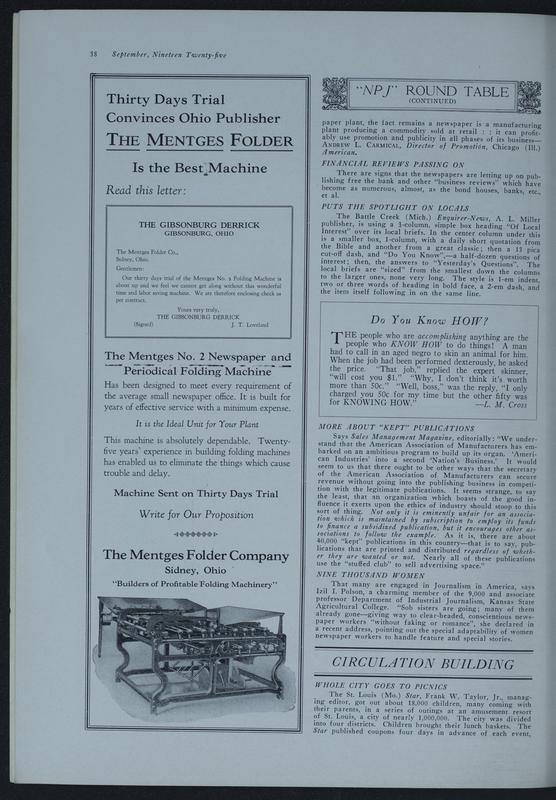 38 September, Nineteen Twenty-five
Thirty Days Trial
Convinces Ohio Publisher
THE MENTGES FOLDER
Is the Best Machine
Read this letter:
THE GIBSONBURG DERRICK
GIBSONBURG, OHIO
The Mentges Folder Co.,
Sidney, Ohio.
Gentlemen:
Our thirty days trial of the Mentges No. 2 Folding Machine is
about up and we feel we cannot get along without this wonderful
time and labor saving machine. We are therefore enclosing check as
per contract.
Yours very truly,
THE GIBSONBURG DERRICK
(Signed) J. T. Loveland
The Mentges No. 2 Newspaper and
Periodical Folding Machine
Has been designed to meet every requirement of
the average small newspaper office. It is built for
years of effective service with a minimum expense.
It is the Ideal Unit for Your Plant
This machine is absolutely dependable. Twenty-
five years' experience in building folding machines
has enabled us to eliminate the things which cause
trouble and delay.
Machine Sent on Thirty Days Trial
Write for Our Proposition
The Mentges Folder Company
Sidney, Ohio
"Builders of Profitable Folding Machinery"
"NPJ" ROUND TABLE
(CONTINUED)
paper plant, the fact remains a newspaper is a manufacturing
plant producing a commodity sold at retail : : it can profit-
ably use promotion and publicity in all phases of its business—
ANDREW L. CARMICAL, Director of Promotion, Chicago (Ill.)
American.
FINANCIAL REVIEWS PASSING ON
There are signs that the newspapers are letting up on pub-
lishing free the bank and other "business reviews" which have
become as numerous, almost, as the bond houses, banks, etc.,
et al.
PUTS THE SPOTLIGHT ON LOCALS
The Battle Creek (Mich.) Enquirer-News, A. L. Miller
publisher, is using a 3-column, simple box heading "Of Local
Interest" over its local briefs. In the center column under this
is a smaller box, 1-column, with a daily short quotation from
the Bible and another from a great classic; then a 13 pica
cut-off dash, and "Do You Know",—a half-dozen questions of
interest; then, the answers to "Yesterday's Questions". The
local briefs are "sized" from the smallest down the columns
to the larger ones, none very long. The style is 1-em indent,
two or three words of heading in bold face, a 2-em dash, and
the item itself following in on the same line.
Do You Know HOW?
THE people who are accomplishing anything are the
people who KNOW HOW to do things! A man
had to call in an aged negro to skin an animal for him.
When the job had been performed dexterously, he asked
the price. "That job," replied the expert skinner,
"will cost you $1." "Why, I don't think it's worth
more than 50c." "Well, boss," was the reply, "I only
charged you 50c for my time but the other fifty was
for KNOWING HOW." —L. M. Cross
MORE ABOUT "KEPT" PUBLICATIONS
Says Sales Management Magazine, editorially: "We under-
stand that the American Association of Manufacturers has em-
barked on an ambitious program to build up its organ, 'Ameri-
can Industries' into a second 'Nation's Business.' It would
seem to us that there ought to be other ways that the secretary
of the American Association of Manufacturers can secure
revenue without going into the publishing business in competi-
tion with the legitimate publications. It seems strange, to say
the least, that an organization which boasts of the good in-
fluence it exerts upon the ethics of industry should stoop to this
sort of thing. Not only it is eminently unfair for an associa-
tion which is maintained by subscription to employ its funds
to finance a subsidized publication, but it encourages other as-
sociations to follow the example. As it is, there are about
40,000 "kept" publications in this country—that is to say, pub-
lications that are printed and distributed regardless of wheth-
er they are wanted or not. Nearly all of these publications
use the "stuffed club" to sell advertising space."
NINE THOUSAND WOMEN
That many are engaged in Journalism in America, says
Izil I. Polson, a charming member of the 9,000 and associate
professor Department of Industrial Journalism, Kansas State
Agricultural College. "Sob sisters are going; many of them
already gone—giving way to clear-headed, conscientious news-
paper workers "without faking or romance", she declared in
a recent address, pointing out the special adaptability of women
newspaper workers to handle feature and special stories.
CIRCULATION BUILDING
WHOLE CITY GOES TO PICNICS
The St. Louis (Mo.) Star, Frank W. Taylor, Jr., manag-
ing editor, got out about 18,000 children, many coming with
their parents, in a series of outings at an amusement resort
of St. Louis, a city of nearly 1,000,000. The city was divided
into four districts. Children brought their lunch baskets. The
Star published coupons four days in advance of each event,